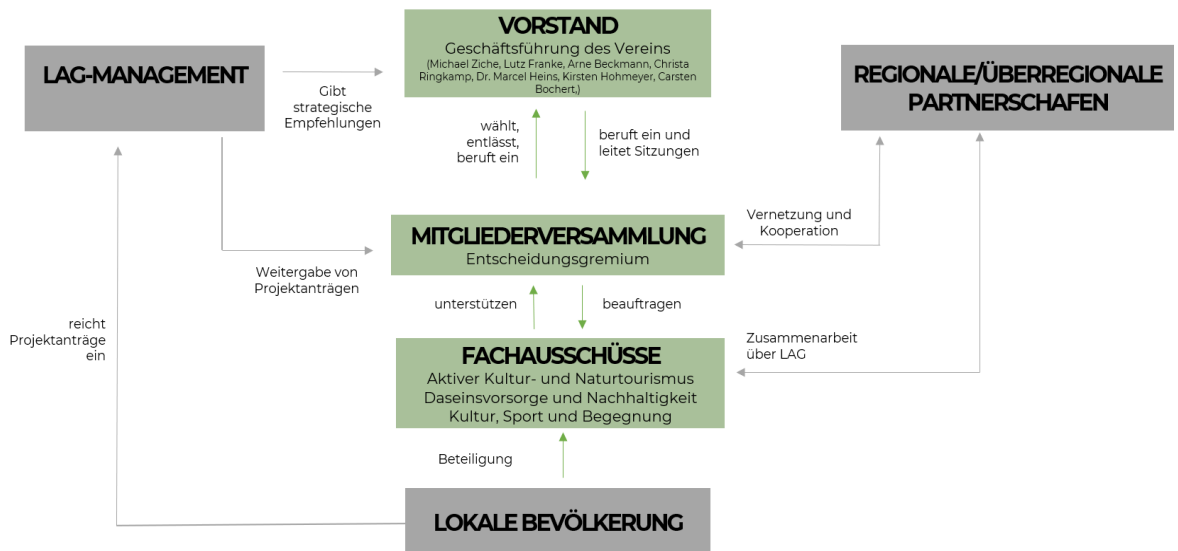 VORSTAND
Geschäftsführung des Vereins
(Michael Ziche, Lutz Franke, Arne Beckmann, Christa
Ringkamp, Dr. Marcel Heins, Kirsten Hohmeyer, Carsten
Bochert,)
LAG-MANAGEMENT
REGIONALE/ÜBERREGIONALE
PARTNERSCHAFEN
Gibt
strategische
Empfehlungen
wählt,
entlässt,
beruft ein
beruft ein und
leitet Sitzungen
MITGLIEDERVERSAMMLUNG
Entscheidungsgremium
Vernetzung und
Kooperation
Weitergabe von
Projektanträgen
unterstützen
beauftragen
reicht
Projektanträge
ein
FACHAUSSCHÜSSE
Aktiver Kultur- und Naturtourismus
Daseinsvorsorge und Nachhaltigkeit
Kultur, Sport und Begegnung
Zusammenarbeit
über LAG
Beteiligung
LOKALE BEVÖLKERUNG